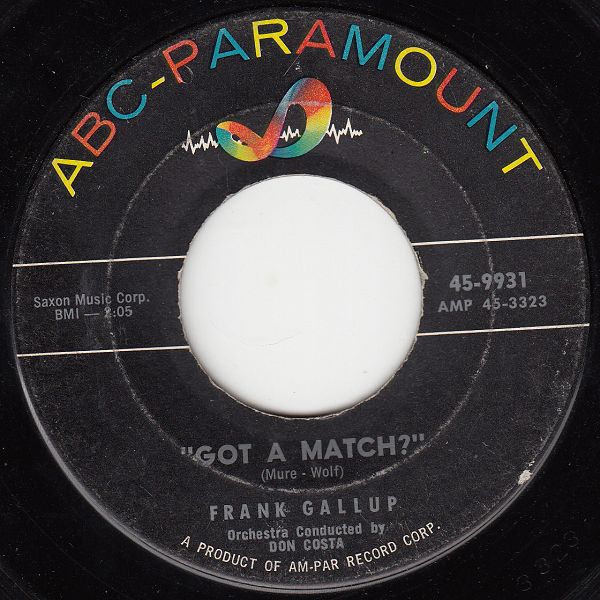 ABC-PARAMOUNT
Saxon Music Corp.
BMI — 2:05
45-9931
AMP 45-3323
"GOT A MATCH?"
(Mure - Wolf)
FRANK GALLUP
Orchestra Conducted by
DON COSTA
A PRODUCT OF AM-PAR RECORD CORP.
3323